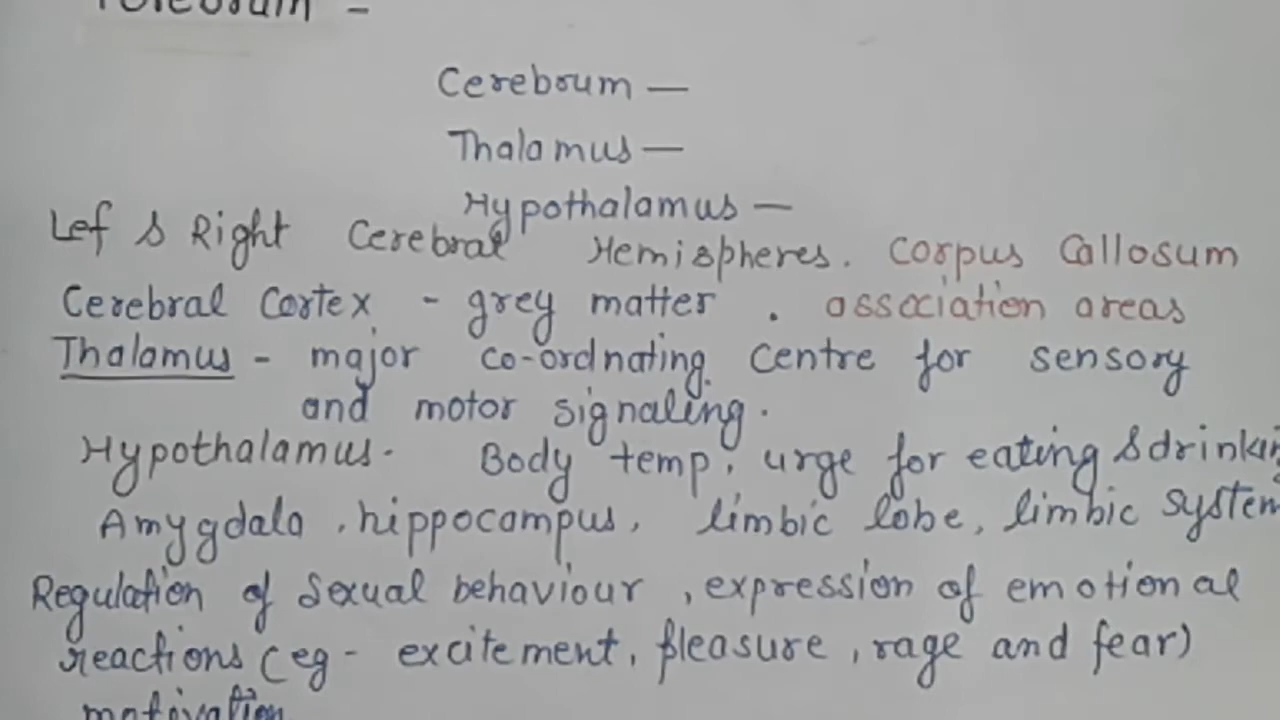 Cerebrum —
Thalamus —
Hypothalamus —
Lef & Right Cerebral Hemispheres. Corpus Callosum
Cerebral Cortex - grey matter . association areas
Thalamus - major co-ordnating centre for sensory
and motor signaling.
Hypothalamus. Body temp, urge for eating & drinkin
Amygdala, hippocampus, limbic lobe, limbic system
Regulation of sexual behaviour, expression of emotional
reactions (eg - excitement, pleasure, rage and fear)
motivation